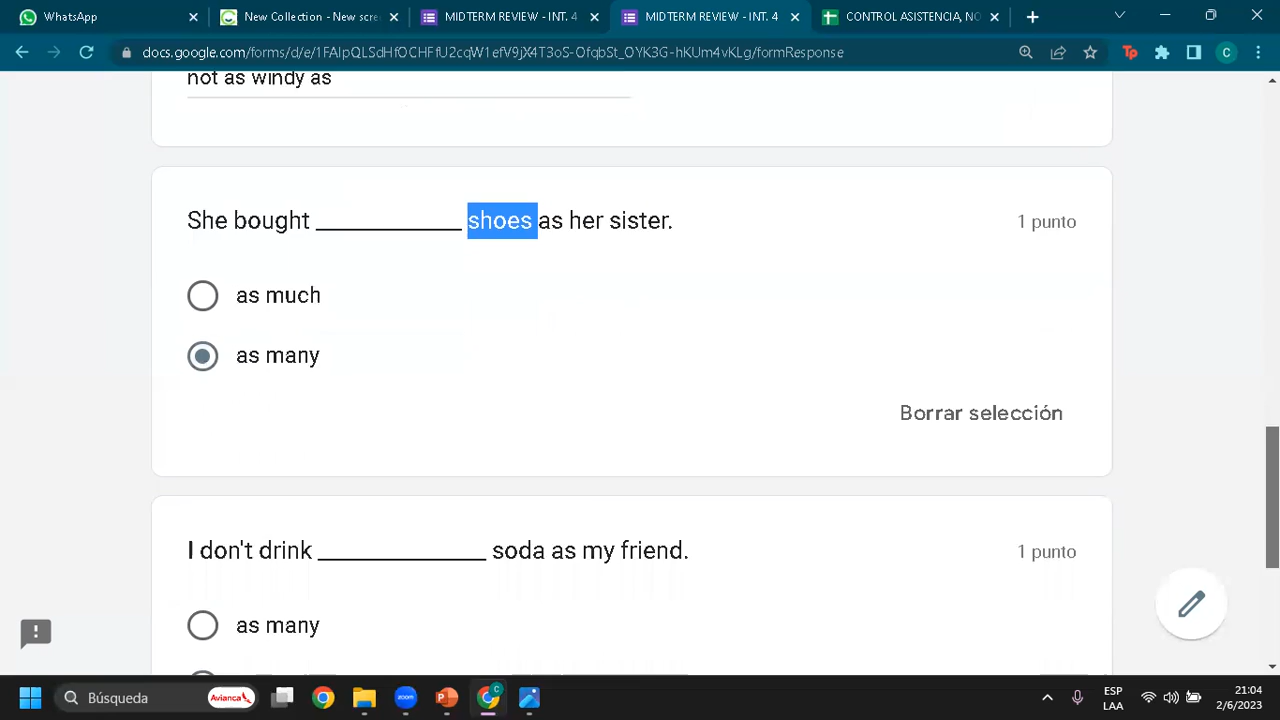 WhatsApp
New Collection - New scre
MIDTERM REVIEW - INT. 4
MIDTERM REVIEW - INT. 4
CONTROL ASISTENCIA, NO
docs.google.com/forms/d/e/1FAIpQLSdHfOCHFfU2cqW1efV9jX4T3oS-OfqbSt_OYK3G-hKUm4vKLg/formResponse
not as windy as
She bought ____________ shoes as her sister.
1 punto
as much
as many
Borrar selección
I don't drink ______________ soda as my friend.
1 punto
as many
Búsqueda
Avianca
ESP
LAA
21:04
2/6/2023